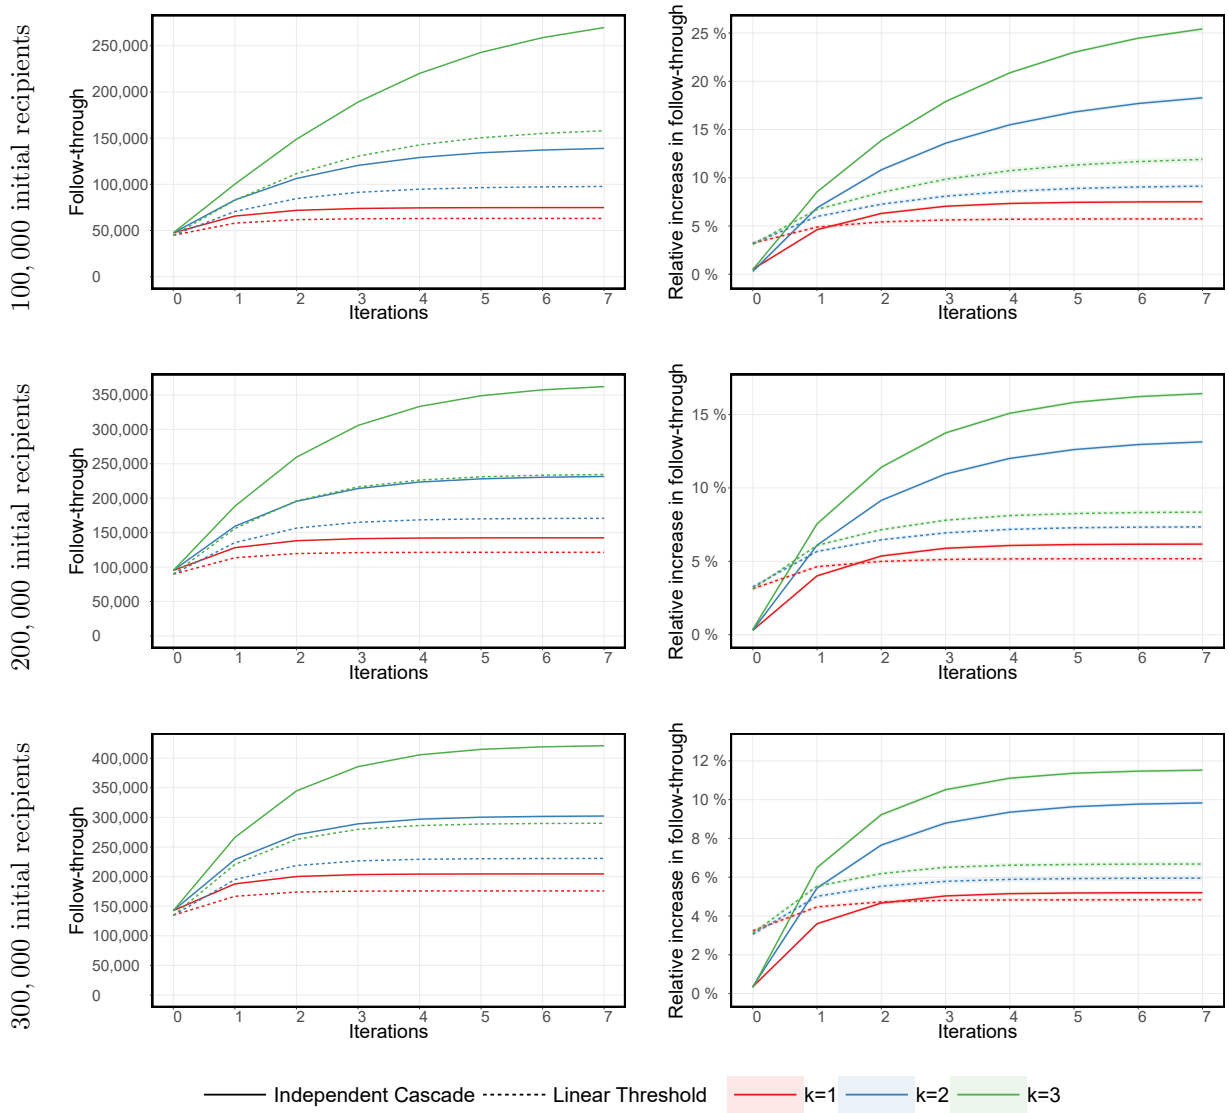 100,000 initial recipients
Follow-through
250,000
200,000
150,000
100,000
50,000
0
0 1 2 3 4 5 6 7
Iterations
Relative increase in follow-through
25 %
20 %
15 %
10 %
5 %
0 %
0 1 2 3 4 5 6 7
Iterations
200,000 initial recipients
Follow-through
350,000
300,000
250,000
200,000
150,000
100,000
50,000
0
0 1 2 3 4 5 6 7
Iterations
Relative increase in follow-through
15 %
10 %
5 %
0 %
0 1 2 3 4 5 6 7
Iterations
300,000 initial recipients
Follow-through
400,000
350,000
300,000
250,000
200,000
150,000
100,000
50,000
0
0 1 2 3 4 5 6 7
Iterations
Relative increase in follow-through
12 %
10 %
8 %
6 %
4 %
2 %
0 %
0 1 2 3 4 5 6 7
Iterations
Independent Cascade Linear Threshold k=1 k=2 k=3